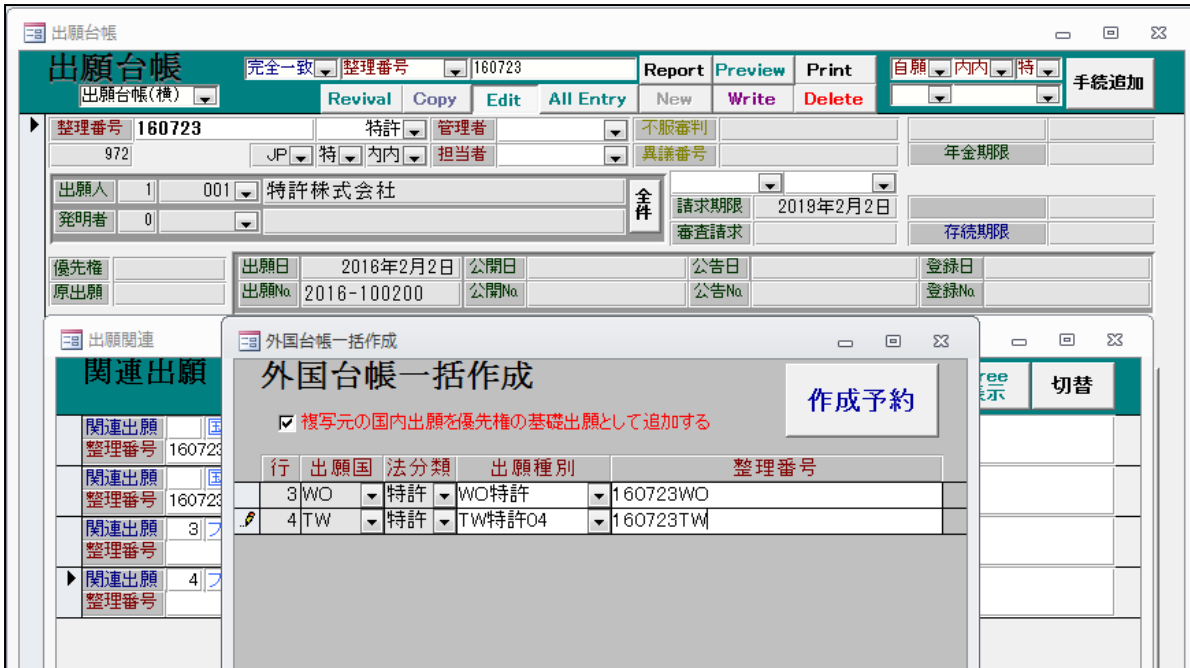 出願台帳
出願台帳 完全一致 整理番号 160723 Report Preview Print 自願 内内 特 手続追加
出願台帳(横) Revival Copy Edit All Entry New Write Delete
整理番号 160723 特許 管理者 不服審判
972 JP 特 内内 担当者 異議番号 年金期限
出願人 1 001 特許株式会社 全件
請求期限 2019年2月2日
発明者 0
審査請求 存続期限
優先権 出願日 2016年2月2日 公開日 公告日 登録日
原出願 出願No. 2016-100200 公開No. 公告No. 登録No.
出願関連
関連出願 切替
関連出願
整理番号 160723
関連出願
整理番号 160723
関連出願 3
整理番号
関連出願 4
整理番号
外国台帳一括作成
外国台帳一括作成
作成予約
複写元の国内出願を優先権の基礎出願として追加する
行 出願国 法分類 出願種別 整理番号
3 WO 特許 WO特許 160723WO
4 TW 特許 TW特許04 160723TW